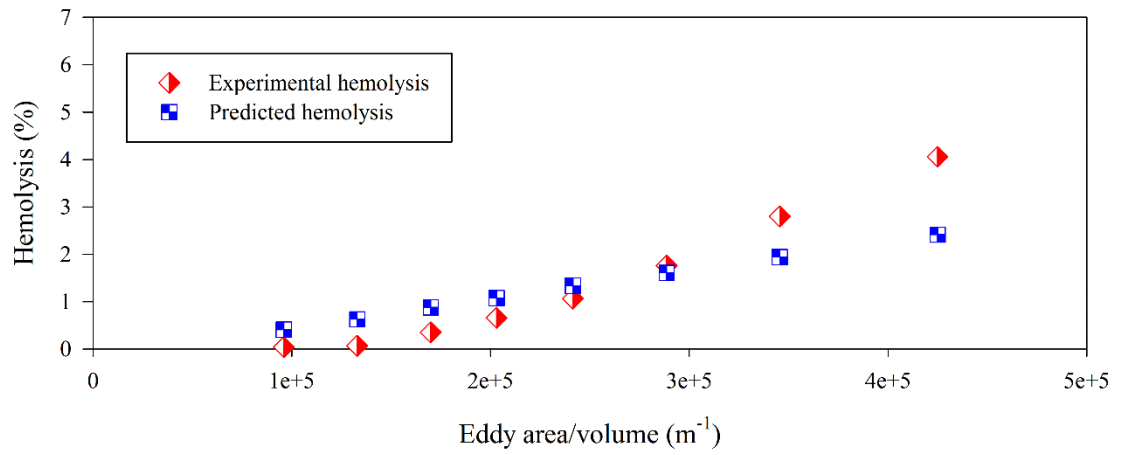 7
6
5
4
3
2
1
0
Hemolysis (%)
Experimental hemolysis
Predicted hemolysis
0 1e+5 2e+5 3e+5 4e+5 5e+5
Eddy area/volume (m⁻¹)